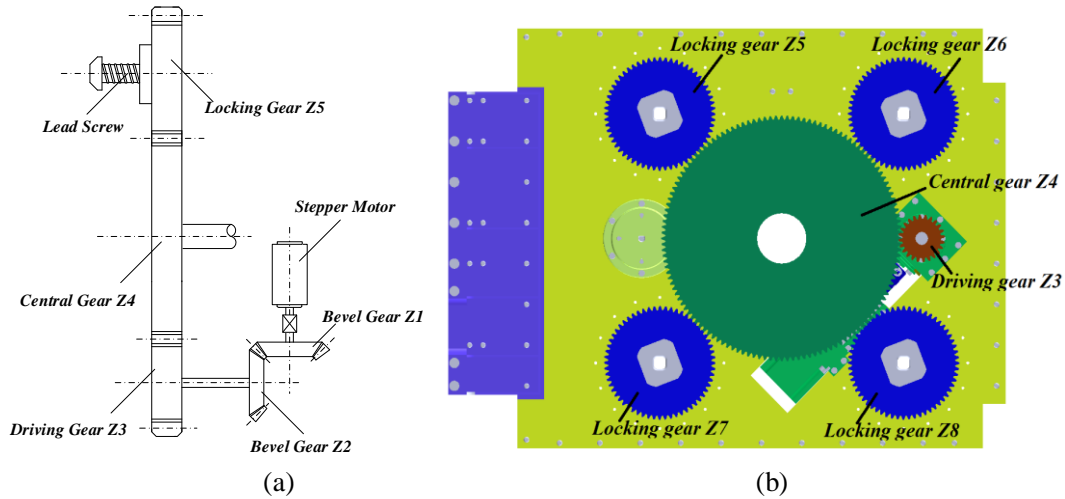 Lead Screw
Locking Gear Z5
Stepper Motor
Central Gear Z4
Bevel Gear Z1
Driving Gear Z3
Bevel Gear Z2
(a)
Locking gear Z5
Locking gear Z6
Central gear Z4
Driving gear Z3
Locking gear Z7
Locking gear Z8
(b)